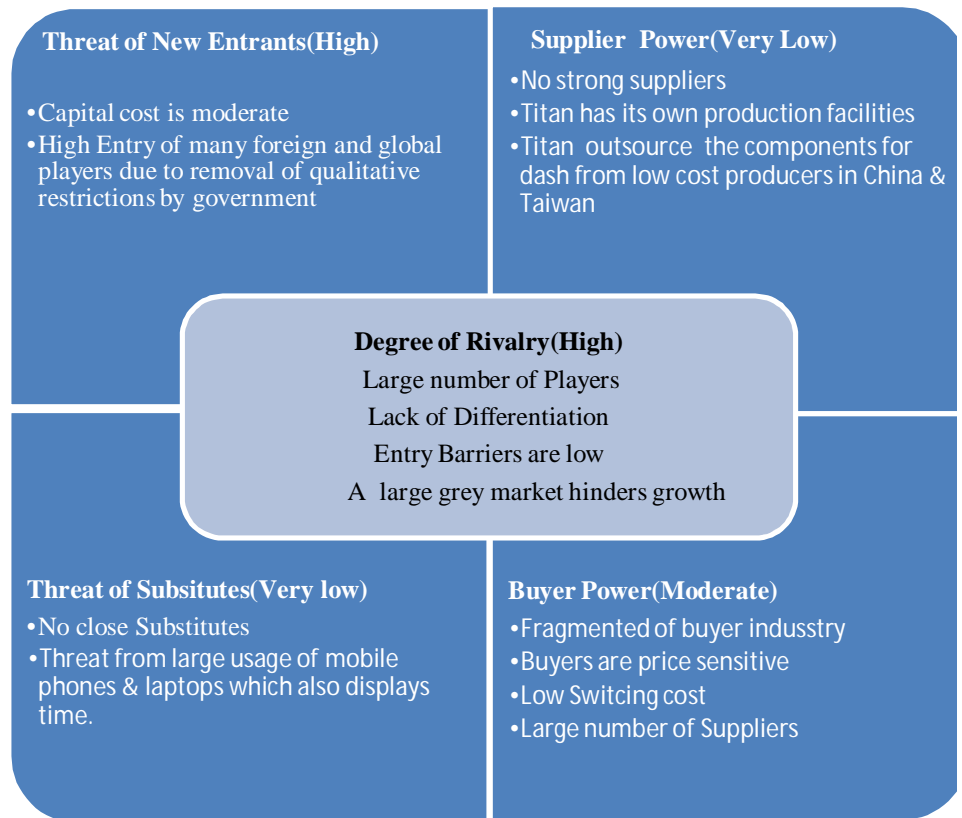 Threat of New Entrants(High)
•Capital cost is moderate
•High Entry of many foreign and global
players due to removal of qualitative
restrictions by government
Supplier Power(Very Low)
•No strong suppliers
•Titan has its own production facilities
•Titan outsource the components for
dash from low cost producers in China &
Taiwan
Degree of Rivalry(High)
Large number of Players
Lack of Differentiation
Entry Barriers are low
A large grey market hinders growth
Threat of Subsitutes(Very low)
•No close Substitutes
•Threat from large usage of mobile
phones & laptops which also displays
time.
Buyer Power(Moderate)
•Fragmented of buyer indusstry
•Buyers are price sensitive
•Low Switcing cost
•Large number of Suppliers